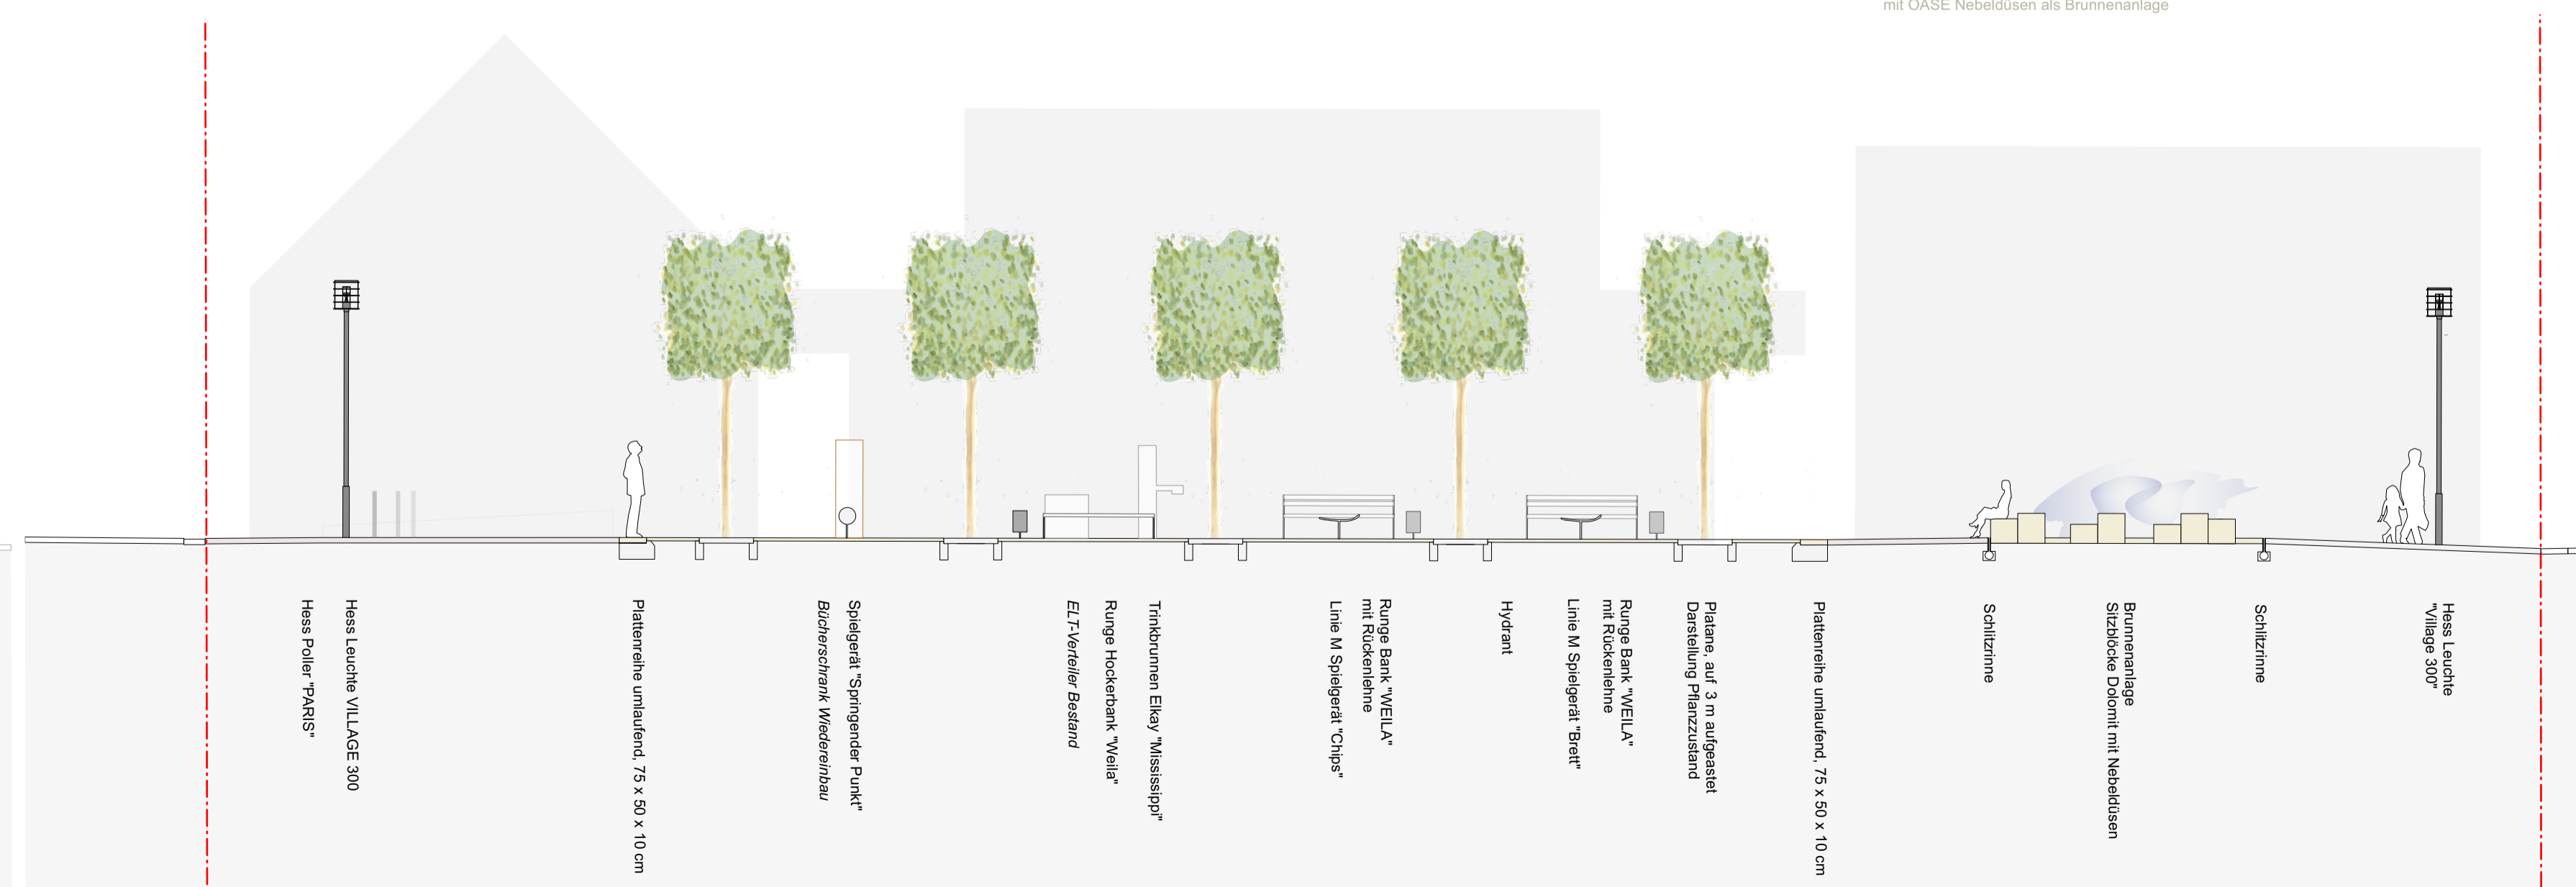 mit OASE Nebeldüsen als Brunnenanlage
Hess Poller "PARIS"
Hess Leuchte VILLAGE 300
Plattenreihe umlaufend, 75 x 50 x 10 cm
Spielgerät "Springender Punkt"
Bücherschrank Wiedereinbau
ELT-Verteiler Bestand
Runge Hockerbank "Weila"
Trinkbrunnen Elkay "Mississippi"
Runge Bank "WEILA"
mit Rückenlehne
Linie M Spielgerät "Chips"
Hydrant
Runge Bank "WEILA"
mit Rückenlehne
Linie M Spielgerät "Brett"
Platane, auf 3 m aufgeastet
Darstellung Pflanzzustand
Plattenreihe umlaufend, 75 x 50 x 10 cm
Schlitzrinne
Brunnenanlage
Sitzblöcke Dolomit mit Nebeldüsen
Schlitzrinne
Hess Leuchte
"Village 300"